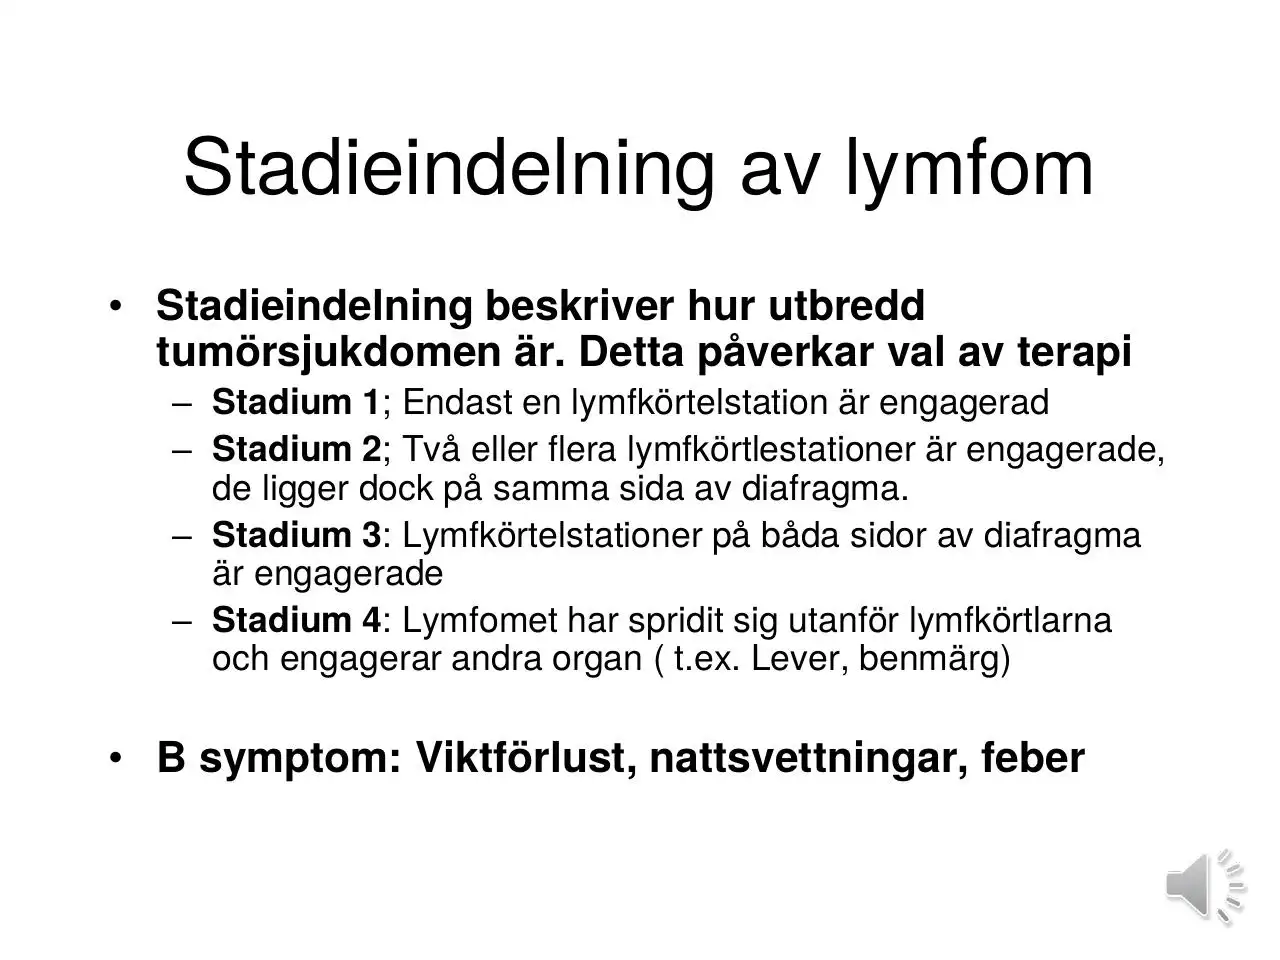 Stadieindelning av lymfom
• Stadieindelning beskriver hur utbredd
tumörsjukdomen är. Detta påverkar val av terapi
– Stadium 1; Endast en lymfkörtelstation är engagerad
– Stadium 2; Två eller flera lymfkörtlestationer är engagerade,
de ligger dock på samma sida av diafragma.
– Stadium 3: Lymfkörtelstationer på båda sidor av diafragma
är engagerade
– Stadium 4: Lymfomet har spridit sig utanför lymfkörtlarna
och engagerar andra organ ( t.ex. Lever, benmärg)
• B symptom: Viktförlust, nattsvettningar, feber